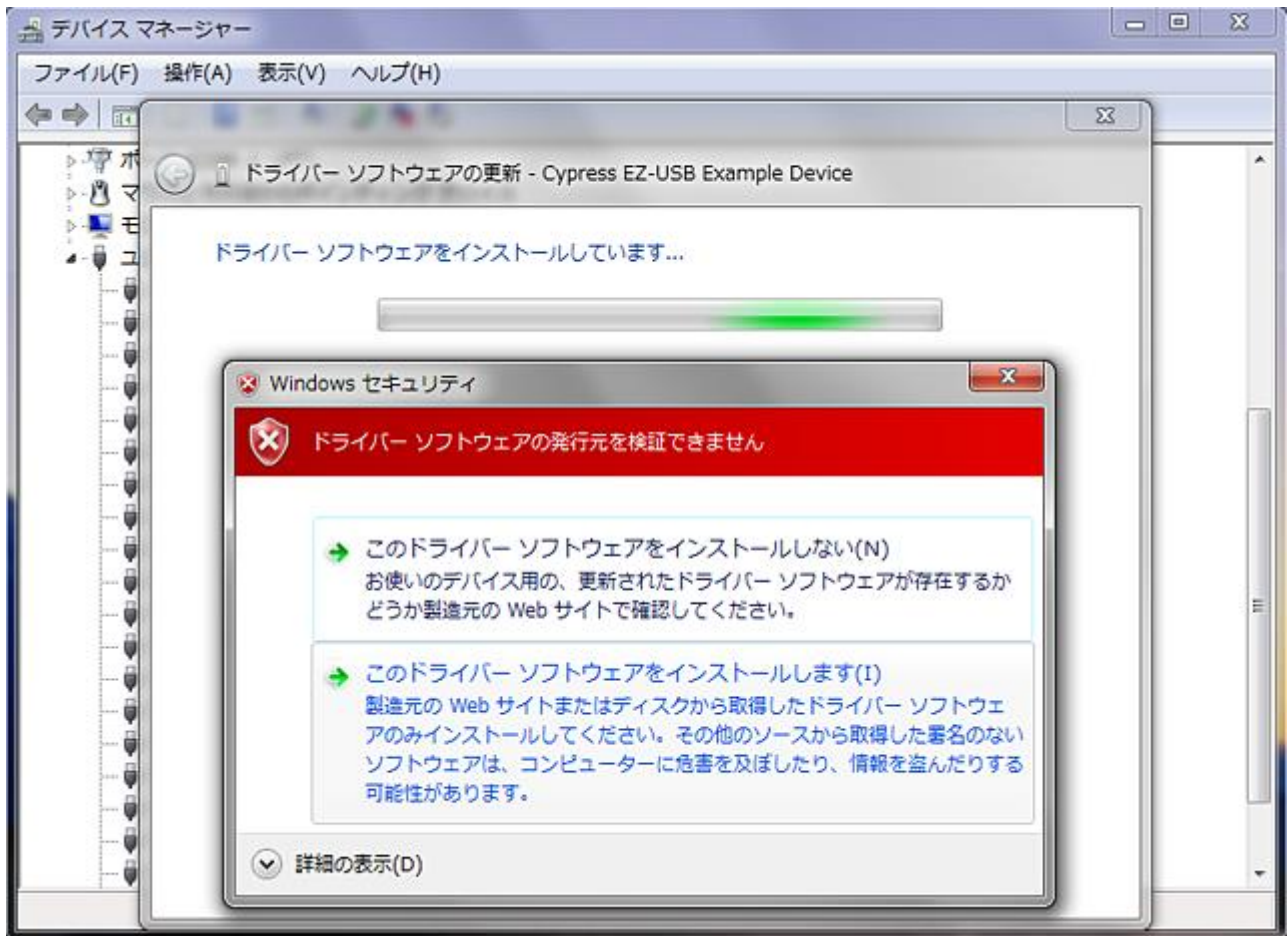 デバイス マネージャー
ファイル(F) 操作(A) 表示(V) ヘルプ(H)
ポ
マ
モ
ユ
ドライバー ソフトウェアの更新 - Cypress EZ-USB Example Device
ドライバー ソフトウェアをインストールしています...
Windows セキュリティ
ドライバー ソフトウェアの発行元を検証できません
このドライバー ソフトウェアをインストールしない(N)
お使いのデバイス用の、更新されたドライバー ソフトウェアが存在するか
どうか製造元の Web サイトで確認してください。
このドライバー ソフトウェアをインストールします(I)
製造元の Web サイトまたはディスクから取得したドライバー ソフトウェ
アのみインストールしてください。その他のソースから取得した署名のない
ソフトウェアは、コンピューターに危害を及ぼしたり、情報を盗んだりする
可能性があります。
詳細の表示(D)